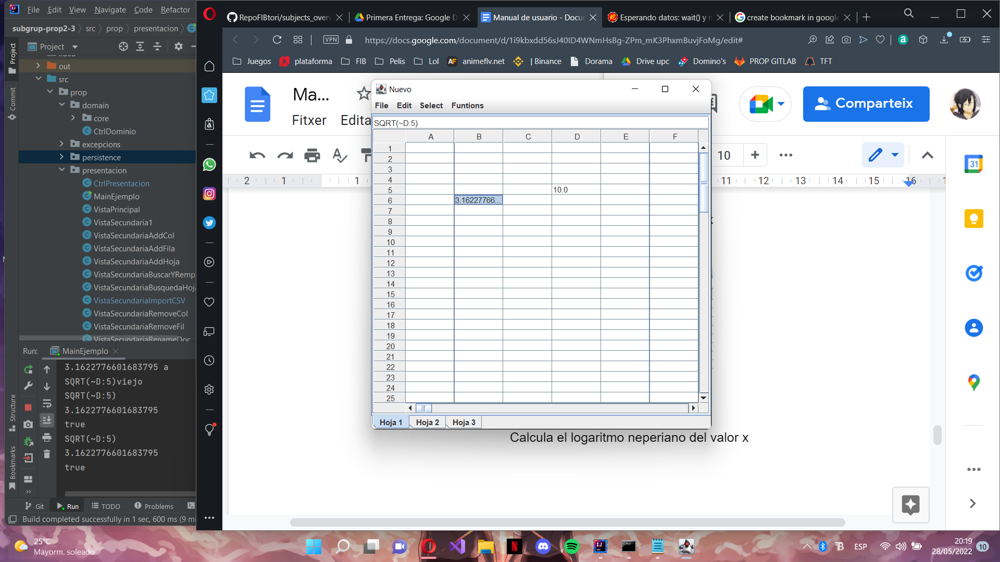 File Edit View Navigate Code Refactor
subgrup-prop2-3 src prop presentacion
Project
Project
Commit
out
src
prop
domain
core
CtrlDominio
excepcions
persistence
presentacion
CtrlPresentacion
MainEjemplo
VistaPrincipal
VistaSecundaria1
VistaSecundariaAddCol
VistaSecundariaAddFila
VistaSecundariaAddHoja
VistaSecundariaBuscarYRemp
VistaSecundariaBusquedaHoja
VistaSecundariaImportCSV
VistaSecundariaRemoveCol
VistaSecundariaRemoveFil
VistaSecundariaRenameDoc
Run: MainEjemplo
3.1622776601683795 a
SQRT(~D:5)viejo
SQRT(~D:5)
3.1622776601683795
true
SQRT(~D:5)
3.1622776601683795
true
Structure
Bookmarks
Git Run TODO Problems
Build completed successfully in 1 sec, 600 ms (9 mi
RepoFIBtori/subjects_over
Primera Entrega: Google D
Manual de usuario - Docu
Esperando datos: wait() y n
create bookmark in google
VPN
https://docs.google.com/document/d/1i9kbxdd56sJ40ID4WNmHsBg-ZPm_mK3PhxmBuvjFoMg/edit#
Juegos plataforma FIB Pelis Lol animeflv.net | Binance Dorama Drive upc Domino's PROP GITLAB TFT
Ma...
Fitxer Edita
Comparteix
10
31
2 1 1 11 12 13 14 15 16
Nuevo
File Edit Select Funtions
SQRT(~D:5)
A B C D E F
1
2
3
4
5 10.0
6 3.16227766...
7
8
9
10
11
12
13
14
15
16
17
18
19
20
21
22
23
24
25
Hoja 1 Hoja 2 Hoja 3
Calcula el logaritmo neperiano del valor x
25°C
Mayorm. soleado
ESP
20:19
28/05/2022
10